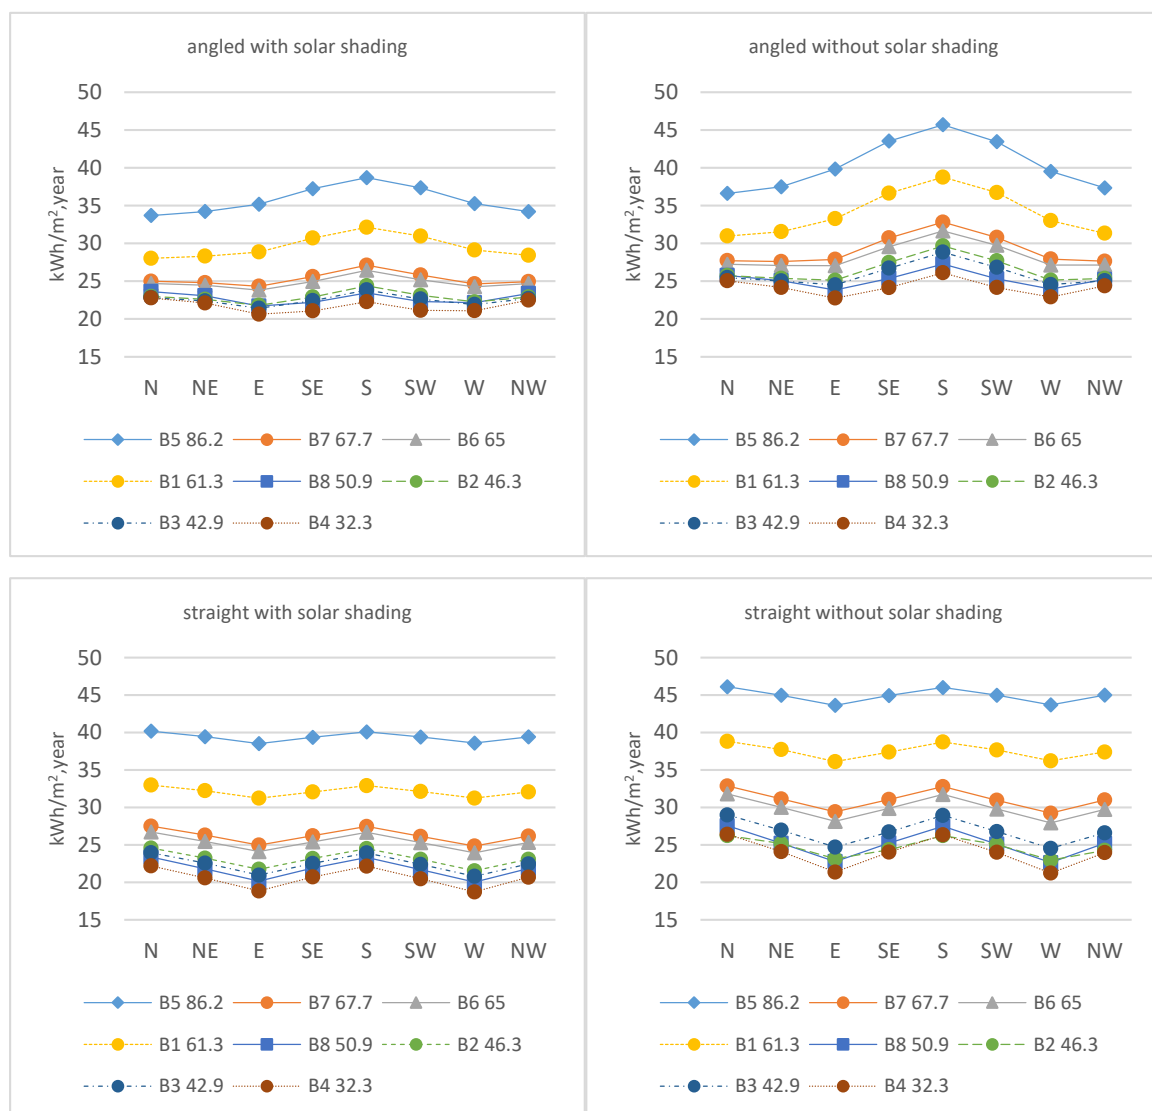 angled with solar shading
kWh/m²,year
50
45
40
35
30
25
20
15
N NE E SE S SW W NW
B5 86.2 B7 67.7 B6 65
B1 61.3 B8 50.9 B2 46.3
B3 42.9 B4 32.3
angled without solar shading
kWh/m²,year
50
45
40
35
30
25
20
15
N NE E SE S SW W NW
B5 86.2 B7 67.7 B6 65
B1 61.3 B8 50.9 B2 46.3
B3 42.9 B4 32.3
straight with solar shading
kWh/m²,year
50
45
40
35
30
25
20
15
N NE E SE S SW W NW
B5 86.2 B7 67.7 B6 65
B1 61.3 B8 50.9 B2 46.3
B3 42.9 B4 32.3
straight without solar shading
kWh/m²,year
50
45
40
35
30
25
20
15
N NE E SE S SW W NW
B5 86.2 B7 67.7 B6 65
B1 61.3 B8 50.9 B2 46.3
B3 42.9 B4 32.3